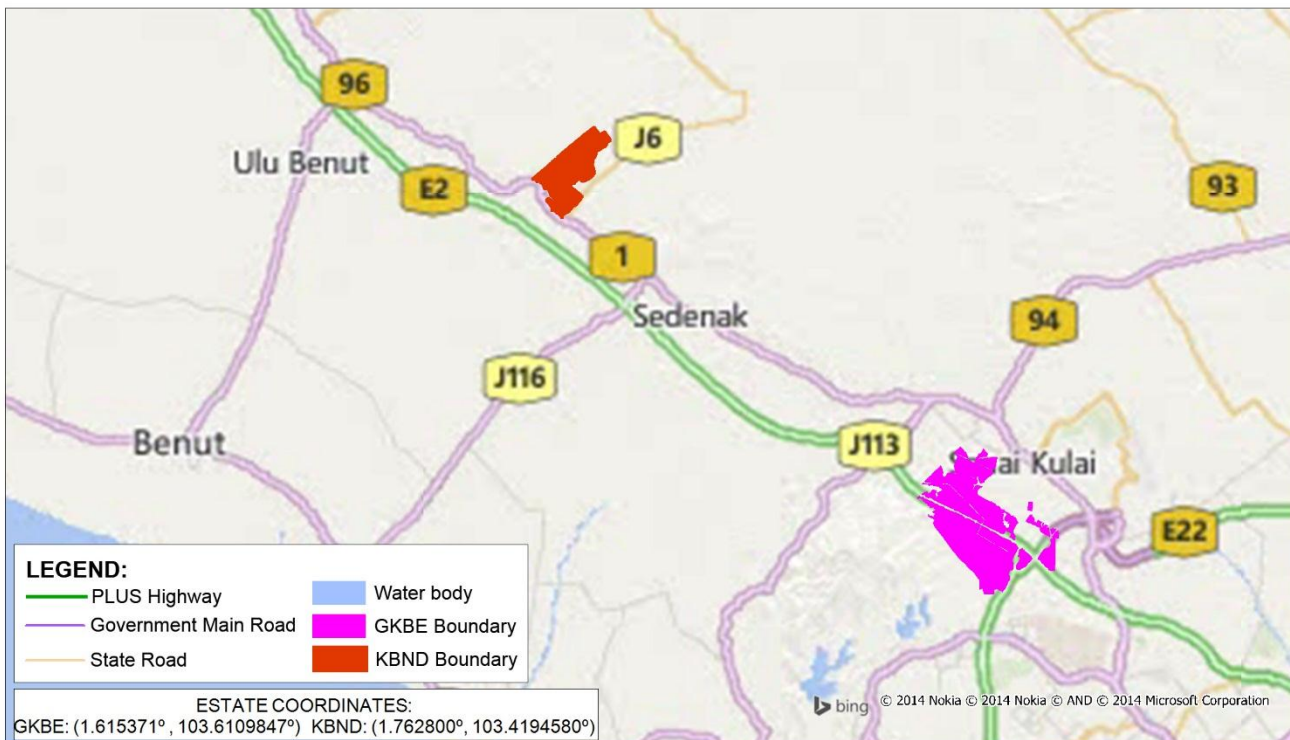 96
J6
Ulu Benut
E2
93
1
Sedenak
94
J116
Benut
J113
Kulai
E22
LEGEND:
PLUS Highway
Government Main Road
State Road
Water body
GKBE Boundary
KBND Boundary
ESTATE COORDINATES:
GKBE: (1.615371º , 103.6109847º) KBND: (1.762800º, 103.4194580º)
bing
© 2014 Nokia © 2014 Nokia © AND © 2014 Microsoft Corporation